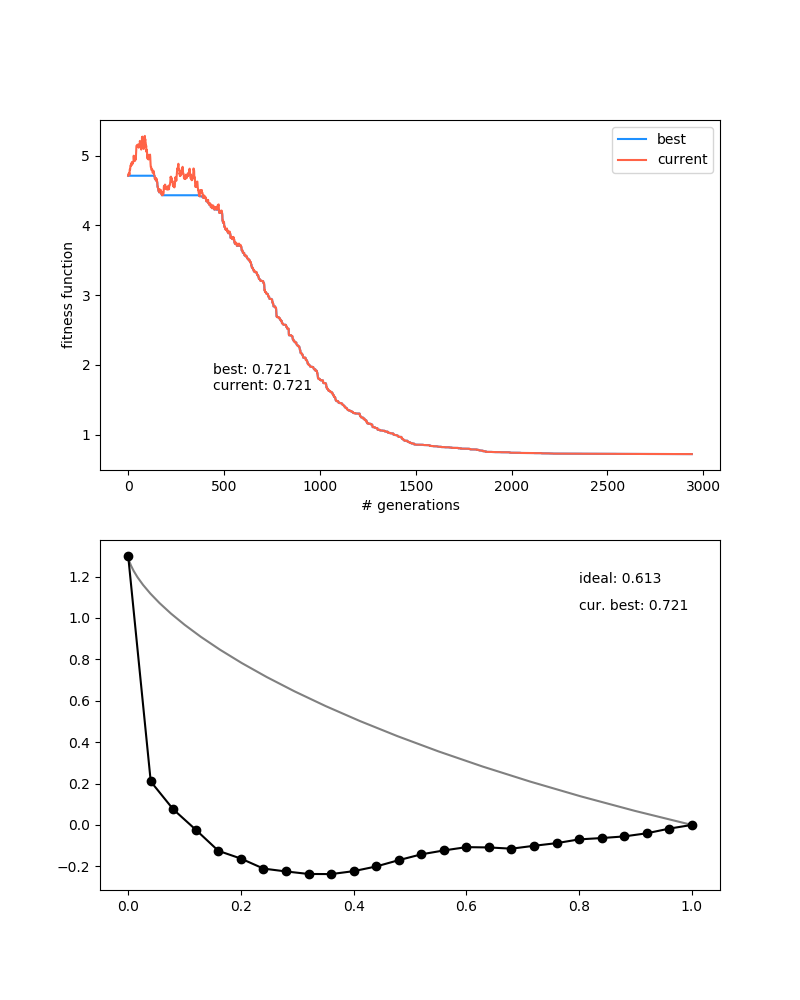 best
current
5
4
3
2
1
fitness function
best: 0.721
current: 0.721
0 500 1000 1500 2000 2500 3000
# generations
ideal: 0.613
cur. best: 0.721
1.2
1.0
0.8
0.6
0.4
0.2
0.0
−0.2
0.0 0.2 0.4 0.6 0.8 1.0